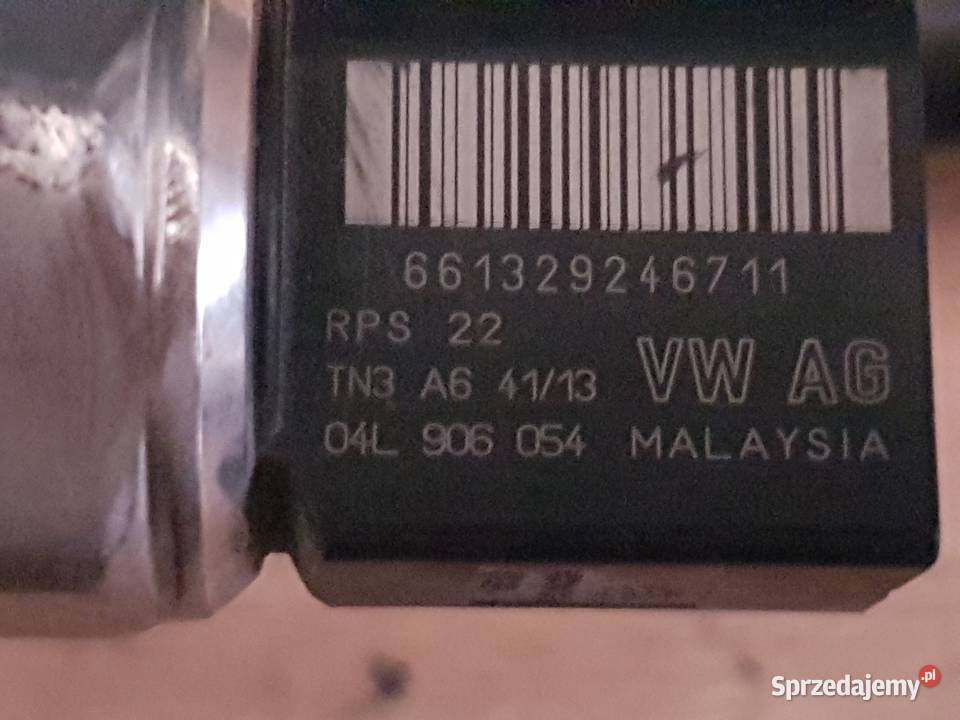 661329246711
RPS 22
TN3 A6 41/13 VW AG
04L 906 054 MALAYSIA
Sprzedajemy.pl